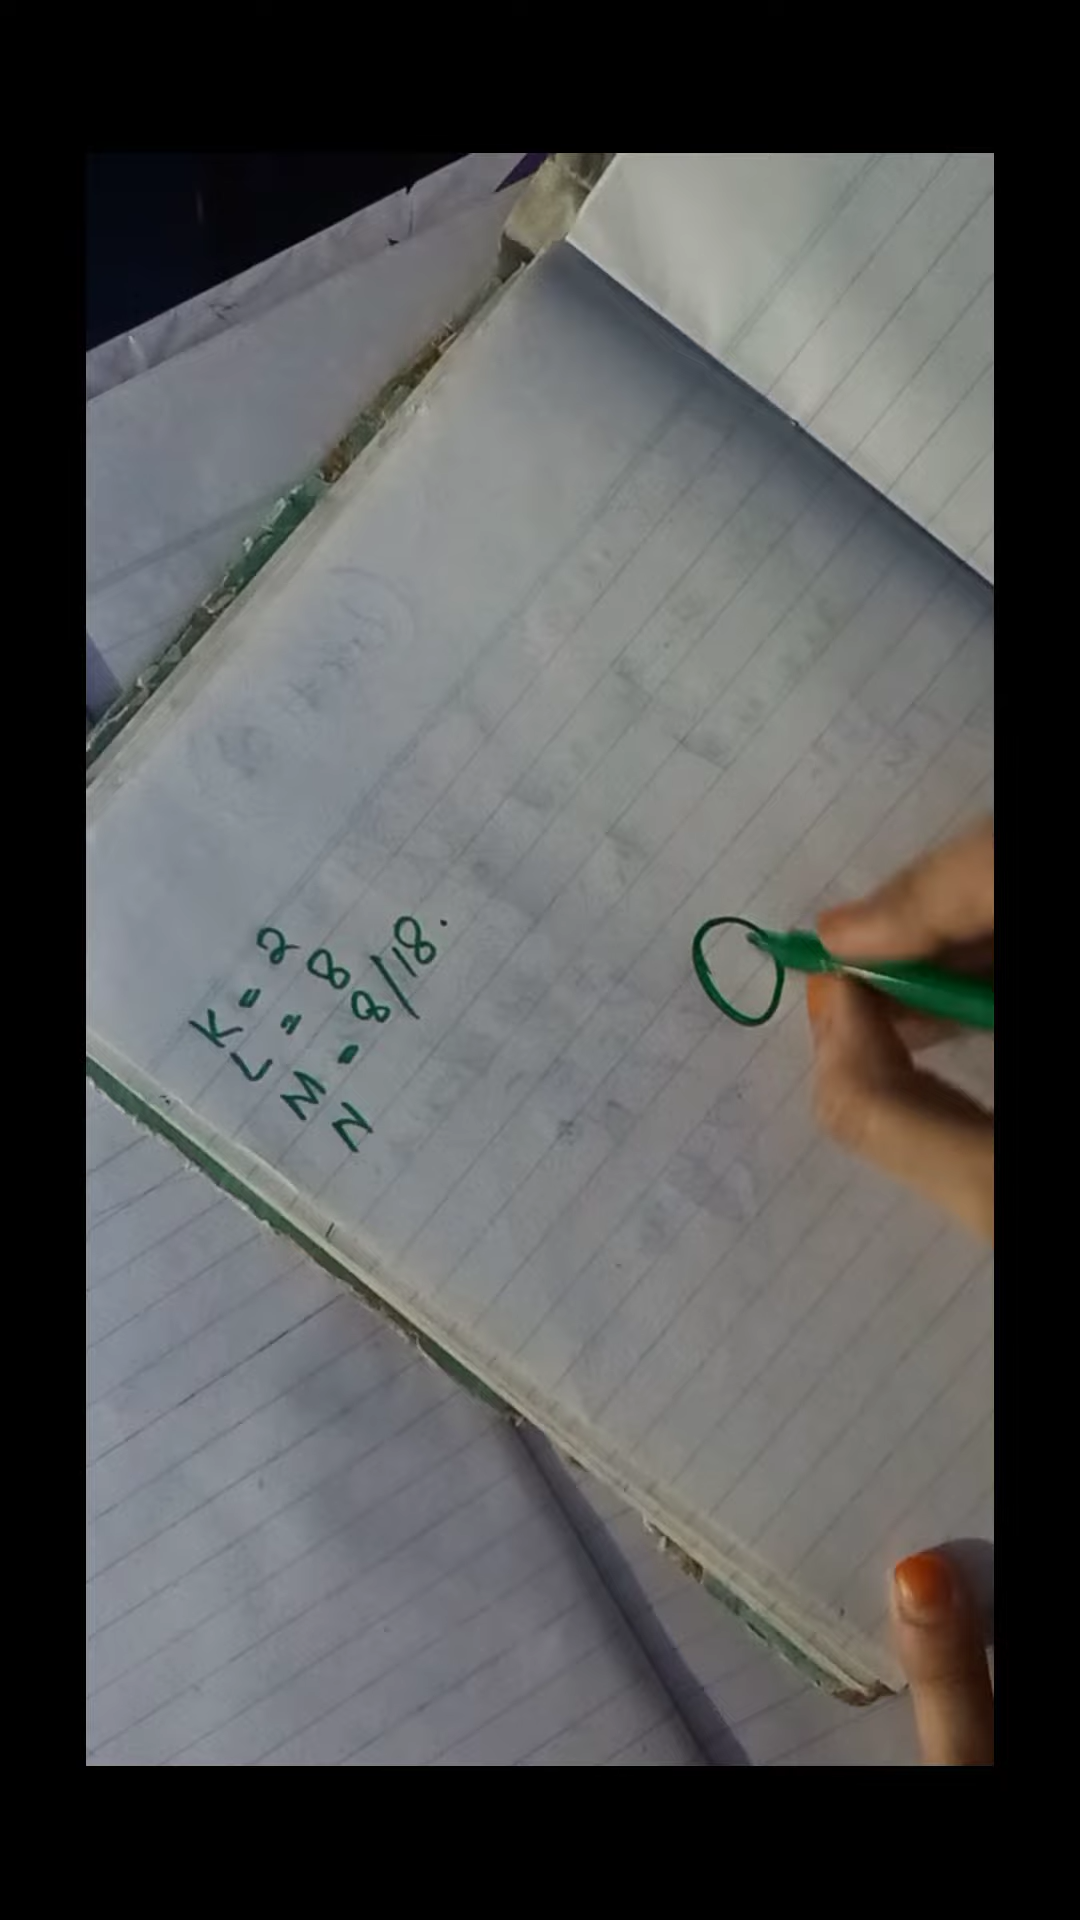 K = 2
L = 8
M = 8/18.
N